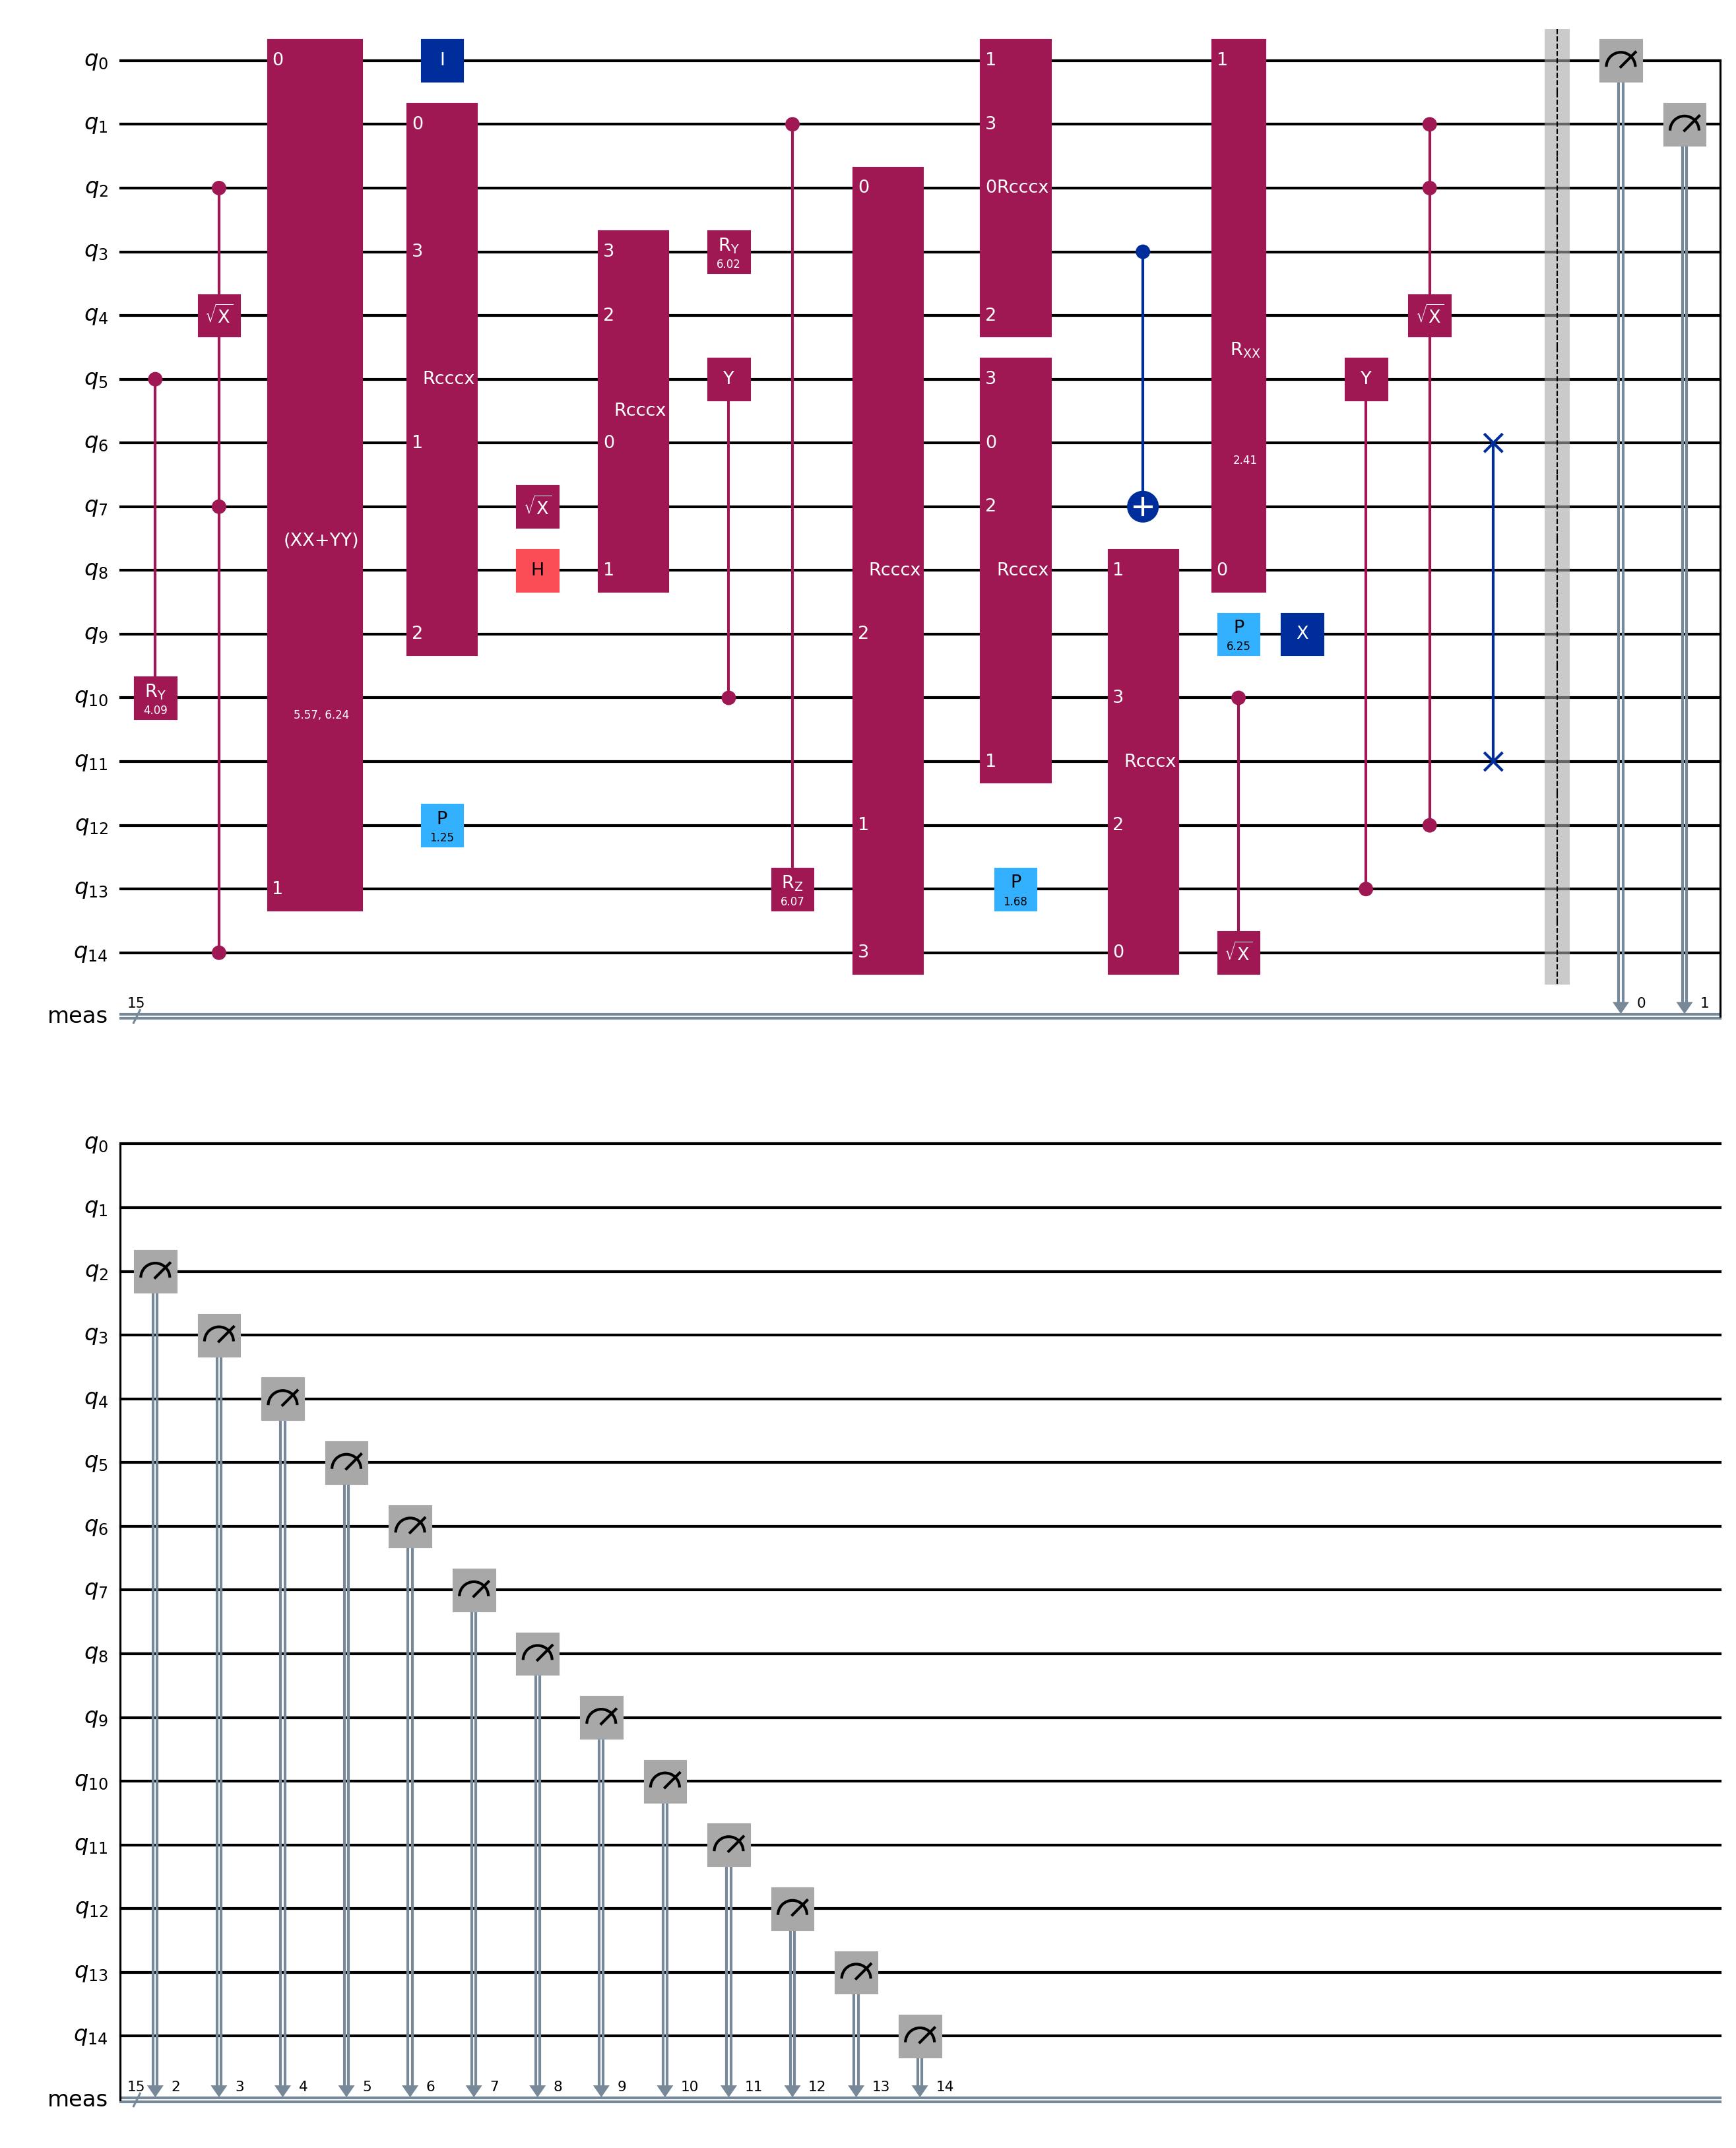 q0 0 I 1 1
q1 0 3
q2 0 0Rcccx
q3 3 3 RY 6.02
q4 √X 2 2 √X
RXX
q5 Rcccx Y 3 Y
Rcccx
q6 1 0 0 2.41
q7 √X 2
(XX+YY)
q8 H 1 Rcccx Rcccx 1 0
q9 2 2 P 6.25 X
q10 RY 4.09 3
5.57, 6.24
q11 1 Rcccx
q12 P 1.25 1 2
q13 1 RZ 6.07 P 1.68
q14 3 0 √X
meas 15 0 1
q0
q1
q2
q3
q4
q5
q6
q7
q8
q9
q10
q11
q12
q13
q14
meas 15 2 3 4 5 6 7 8 9 10 11 12 13 14